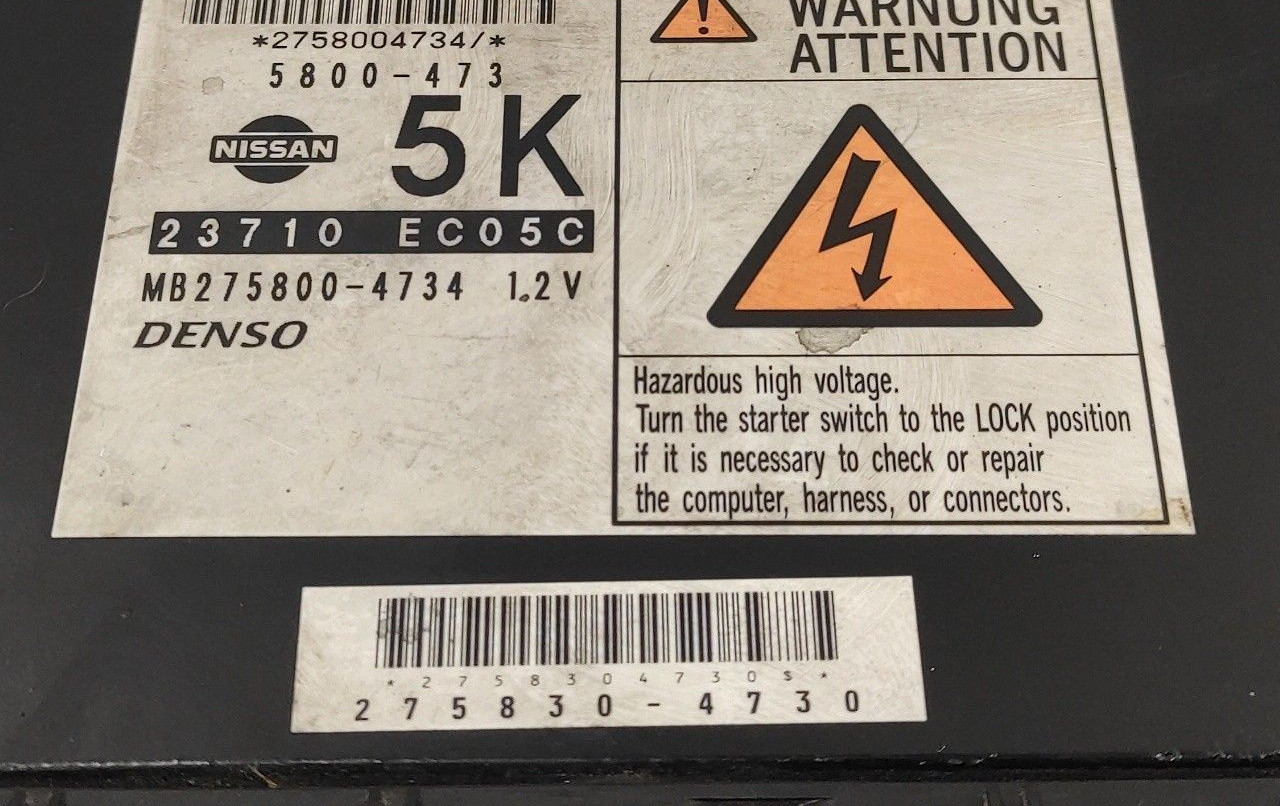 *2758004734/*
5800-473
NISSAN
5K
23710 EC05C
MB275800-4734 1.2V
DENSO
WARNUNG
ATTENTION
Hazardous high voltage.
Turn the starter switch to the LOCK position
if it is necessary to check or repair
the computer, harness, or connectors.
*2758304730$*
275830-4730